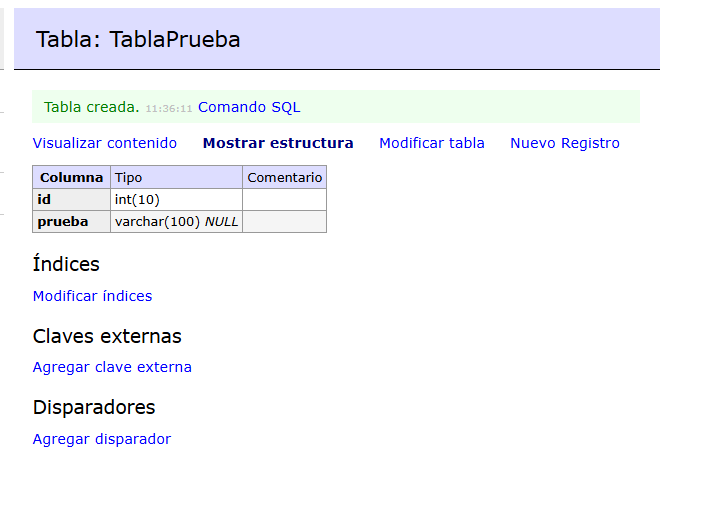 Tabla: TablaPrueba
Tabla creada. 11:36:11 Comando SQL
Visualizar contenido Mostrar estructura Modificar tabla Nuevo Registro
Columna Tipo Comentario
id int(10)
prueba varchar(100) NULL
Índices
Modificar índices
Claves externas
Agregar clave externa
Disparadores
Agregar disparador